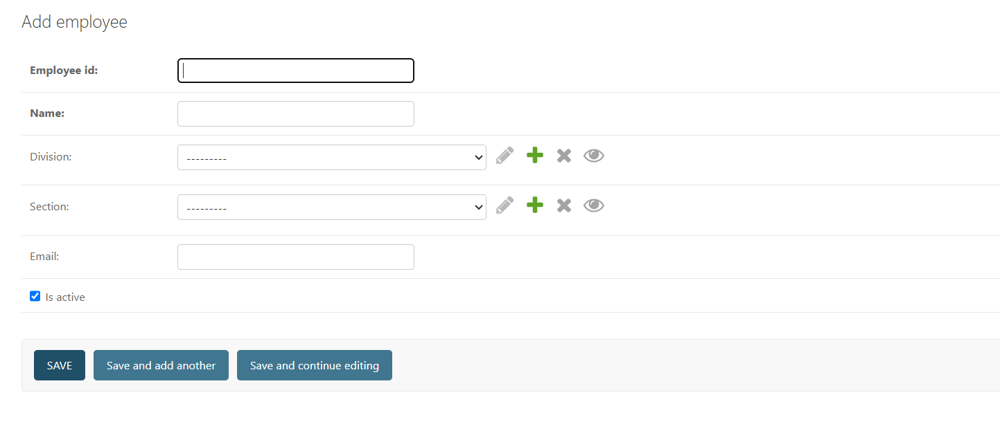 Add employee
Employee id:
Name:
Division:
---------
Section:
---------
Email:
Is active
SAVE
Save and add another
Save and continue editing